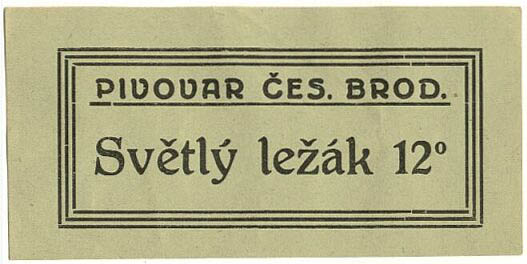 PIVOVAR ČES. BROD.
Světlý ležák 12°